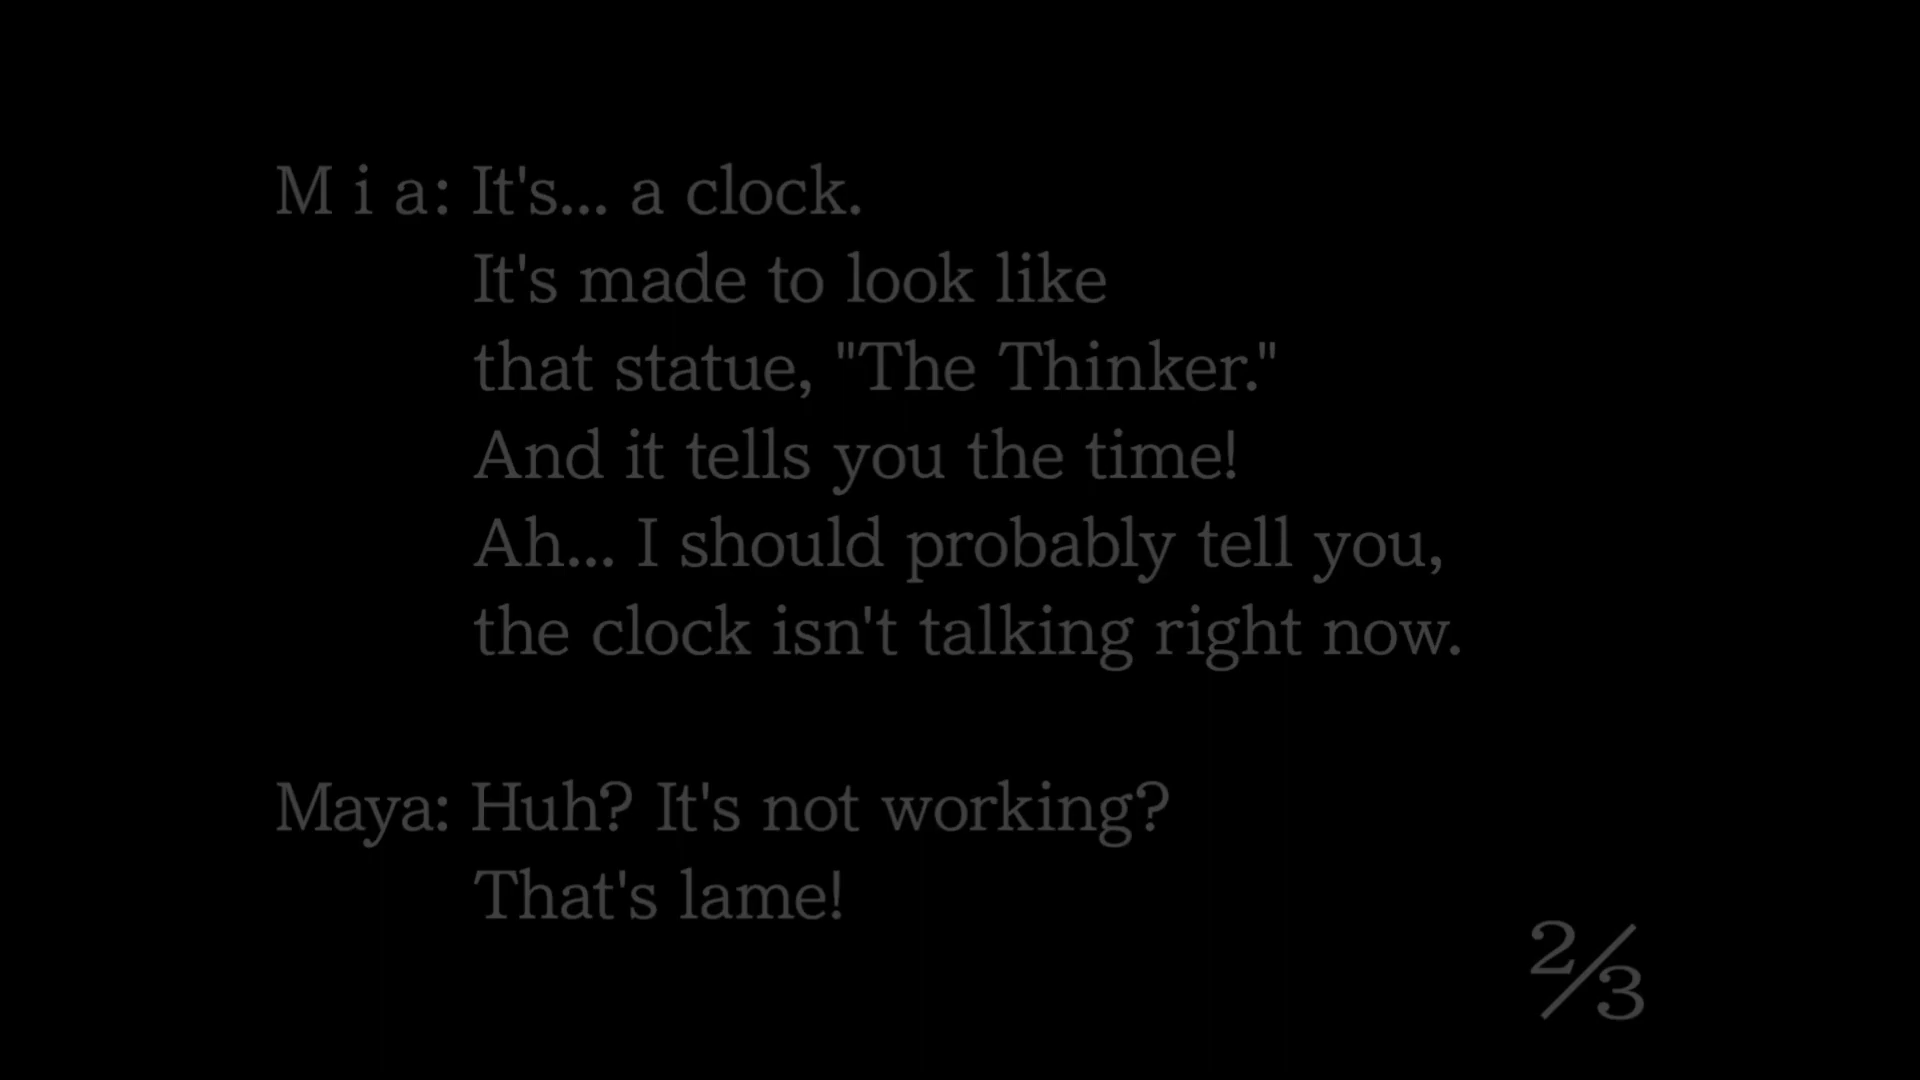 M i a: It's... a clock.
It's made to look like
that statue, "The Thinker."
And it tells you the time!
Ah... I should probably tell you,
the clock isn't talking right now.
Maya: Huh? It's not working?
That's lame!
2/3